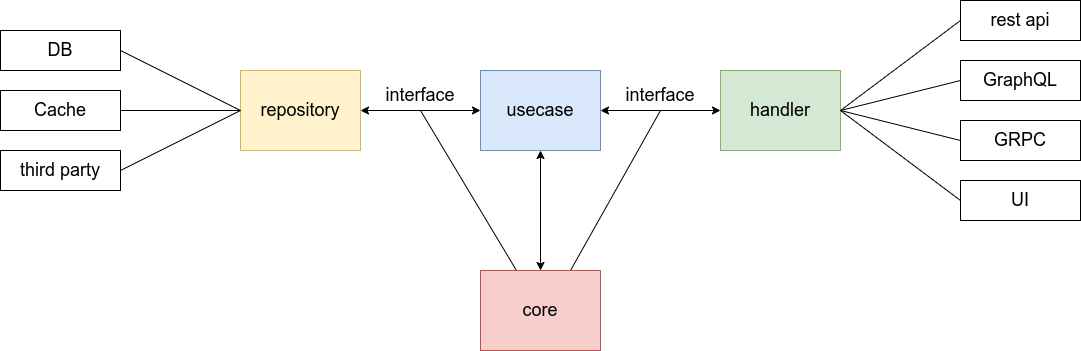 rest api
DB
GraphQL
interface
interface
Cache
repository
usecase
handler
GRPC
third party
UI
core